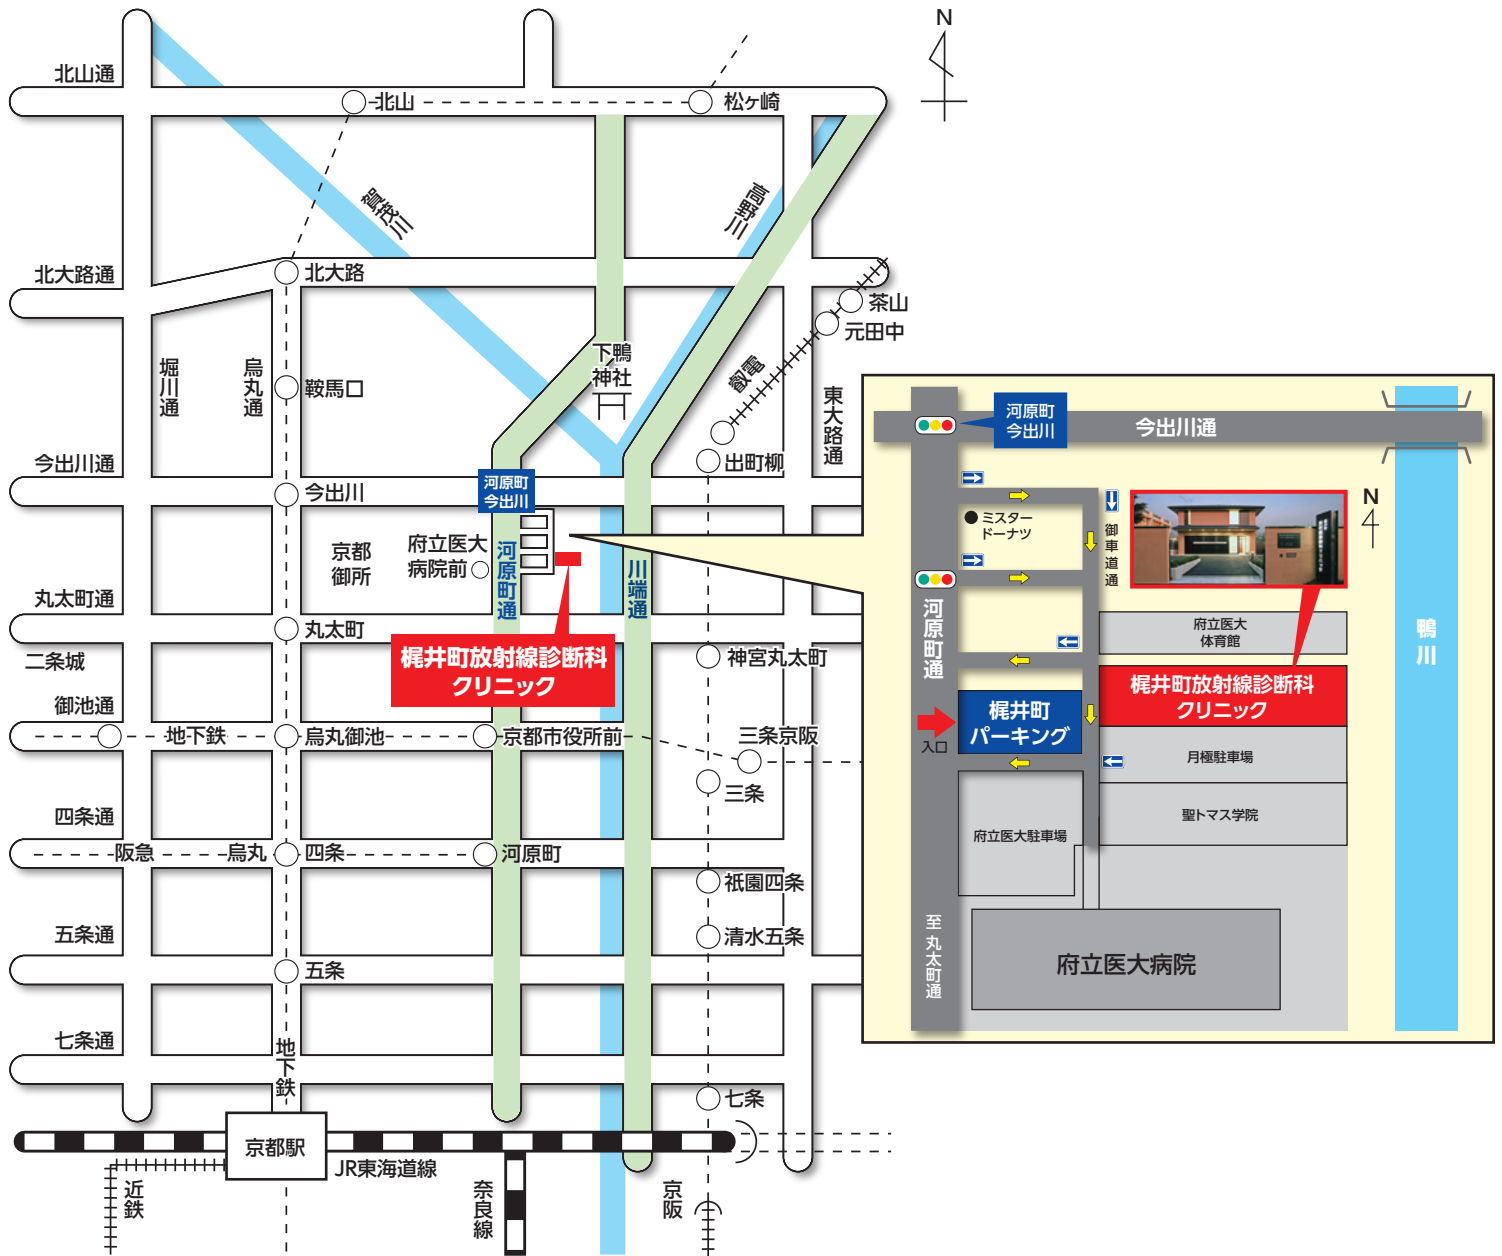 N
北山通
北山
松ヶ崎
賀茂川
高野川
北大路通
北大路
茶山
元田中
堀川通
烏丸通
鞍馬口
下鴨
神社
叡電
東大路通
今出川通
今出川
河原町
今出川
出町柳
京都
御所
府立医大
病院前
河原町通
川端通
丸太町通
丸太町
二条城
梶井町放射線診断科
クリニック
神宮丸太町
御池通
地下鉄
烏丸御池
京都市役所前
三条京阪
三条
四条通
阪急
烏丸
四条
河原町
祇園四条
清水五条
五条通
五条
七条通
地下鉄
七条
京都駅
JR東海道線
近鉄
奈良線
京阪
河原町
今出川
今出川通
ミスター
ドーナツ
御車道通
N
河原町通
府立医大
体育館
鴨川
梶井町放射線診断科
クリニック
梶井町
パーキング
入口
月極駐車場
聖トマス学院
府立医大駐車場
至 丸太町通
府立医大病院